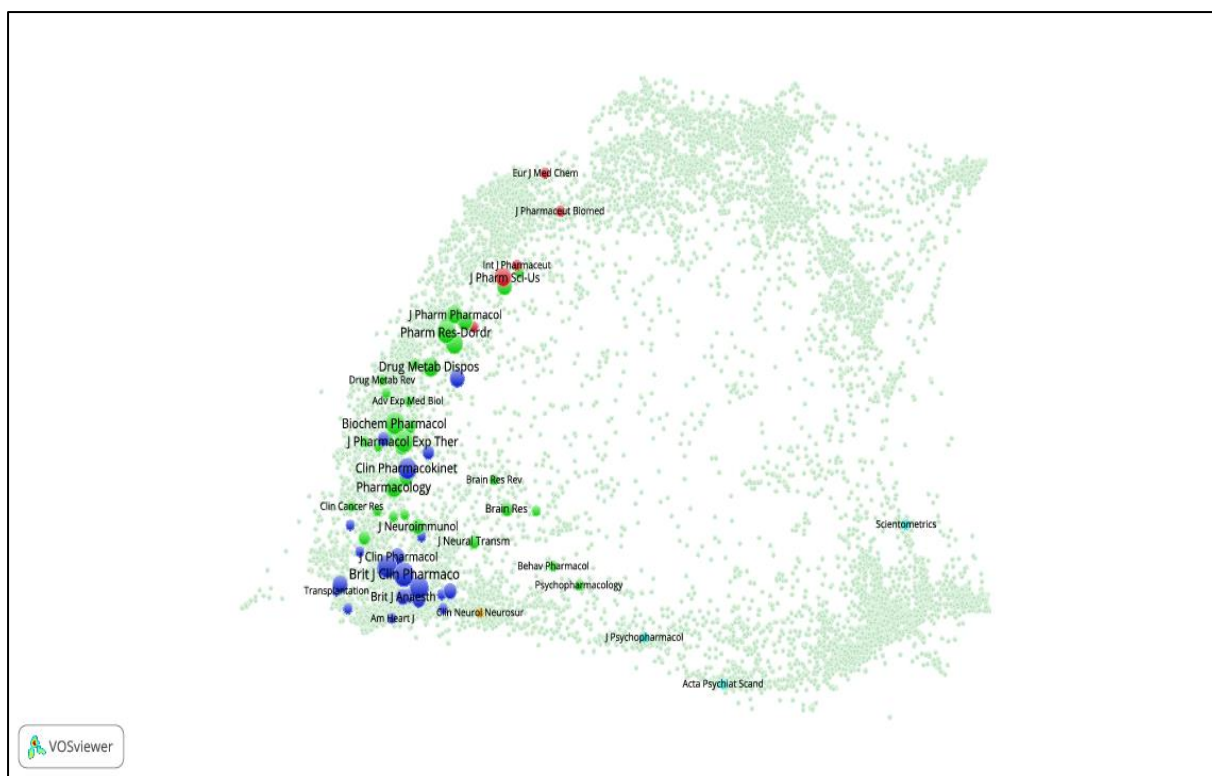 Eur J Med Chem
J Pharmaceut Biomed
Int J Pharmaceut
J Pharm Sci-Us
J Pharm Pharmacol
Pharm Res-Dordr
Drug Metab Dispos
Drug Metab Rev
Adv Exp Med Biol
Biochem Pharmacol
J Pharmacol Exp Ther
Clin Pharmacokinet
Brain Res Rev
Pharmacology
Clin Cancer Res
Brain Res
Scientometrics
J Neuroimmunol
J Neural Transm
J Clin Pharmacol
Behav Pharmacol
Brit J Clin Pharmaco
Psychopharmacology
Transplantation
Brit J Anaesth
Clin Neurol Neurosur
Am Heart J
J Psychopharmacol
Acta Psychiat Scand
VOSviewer